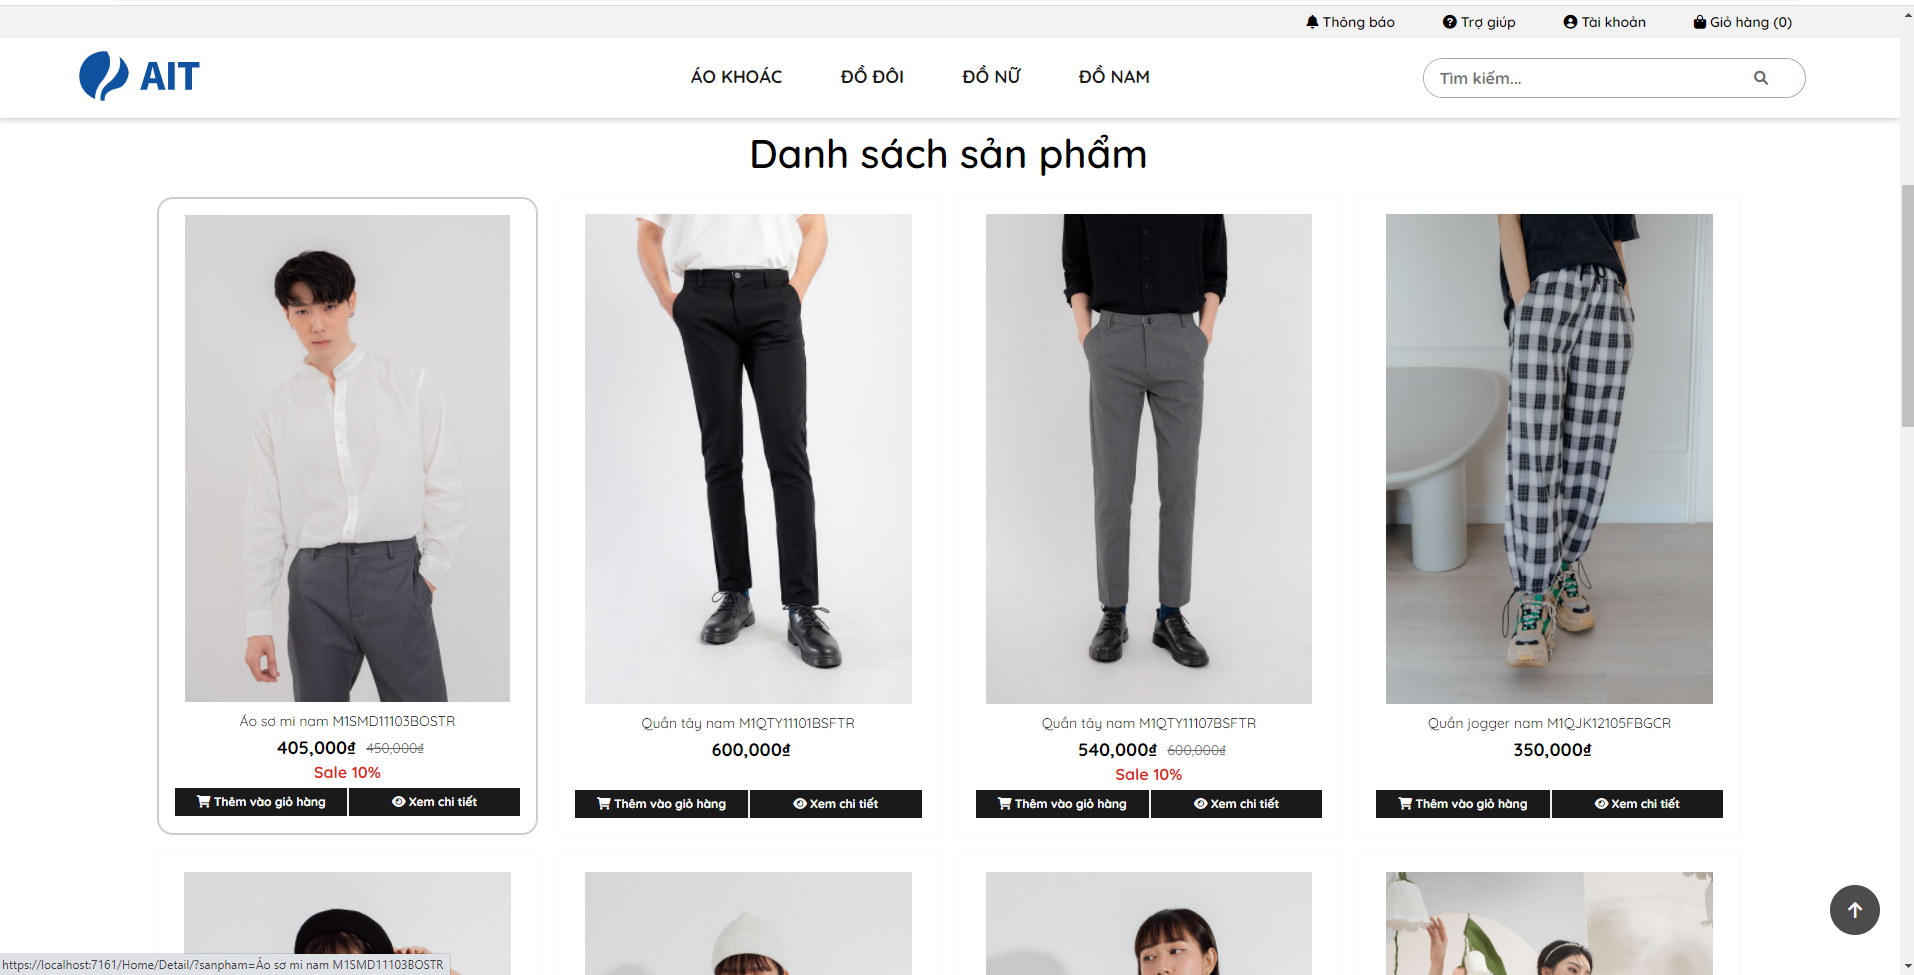 Thông báo
Trợ giúp
Tài khoản
Giỏ hàng (0)
AIT
ÁO KHOÁC
ĐỒ ĐÔI
ĐỒ NỮ
ĐỒ NAM
Tìm kiếm...
Danh sách sản phẩm
Áo sơ mi nam M1SMD11103BOSTR
405,000₫ 450,000₫
Sale 10%
Thêm vào giỏ hàng
Xem chi tiết
Quần tây nam M1QTY11101BSFTR
600,000₫
Thêm vào giỏ hàng
Xem chi tiết
Quần tây nam M1QTY11107BSFTR
540,000₫ 600,000₫
Sale 10%
Thêm vào giỏ hàng
Xem chi tiết
Quần jogger nam M1QJK12105FBGCR
350,000₫
Thêm vào giỏ hàng
Xem chi tiết
https://localhost:7161/Home/Detail/?sanpham=Áo sơ mi nam M1SMD11103BOSTR